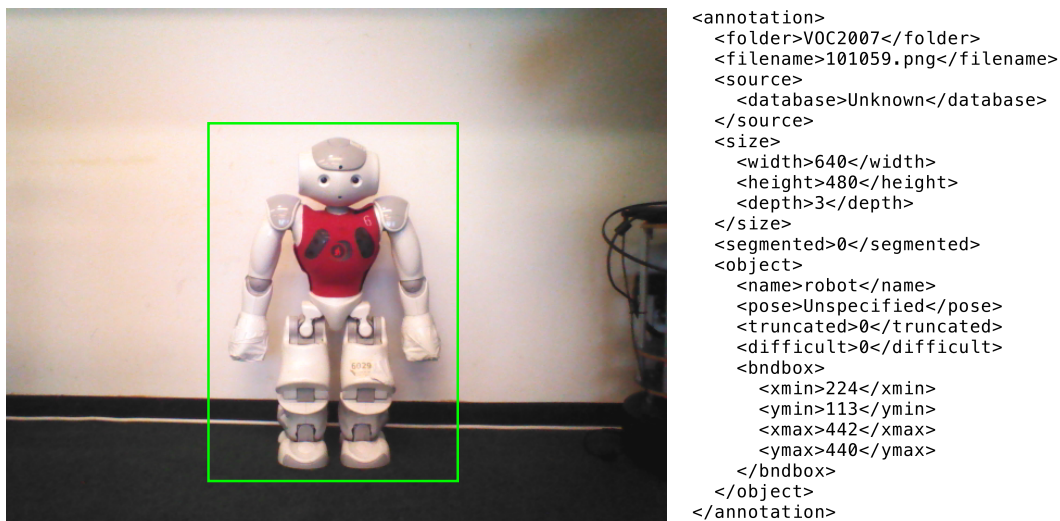 <annotation>
<folder>VOC2007</folder>
<filename>101059.png</filename>
<source>
<database>Unknown</database>
</source>
<size>
<width>640</width>
<height>480</height>
<depth>3</depth>
</size>
<segmented>0</segmented>
<object>
<name>robot</name>
<pose>Unspecified</pose>
<truncated>0</truncated>
<difficult>0</difficult>
<bndbox>
<xmin>224</xmin>
<ymin>113</ymin>
<xmax>442</xmax>
<ymax>440</ymax>
</bndbox>
</object>
</annotation>
6
6029